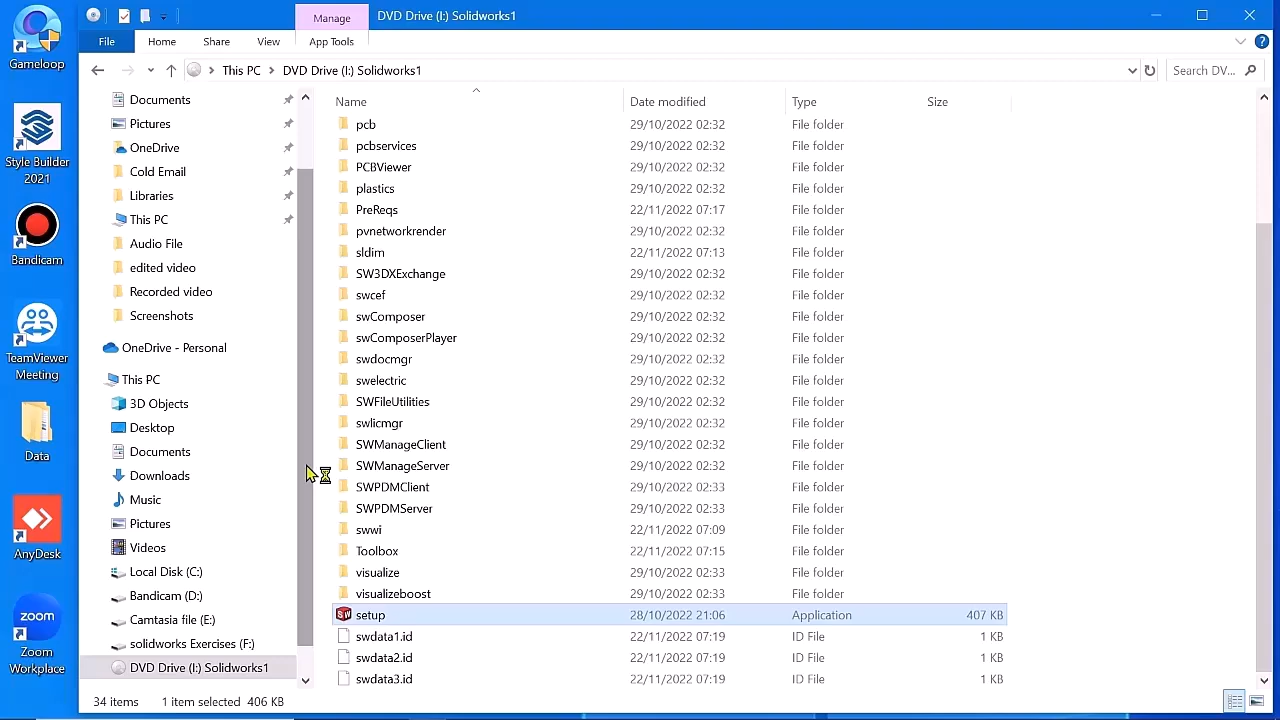 Manage
DVD Drive (I:) Solidworks1
File
Home
Share
View
App Tools
This PC
DVD Drive (I:) Solidworks1
Search DV...
Gameloop
Style Builder
2021
Bandicam
TeamViewer
Meeting
Data
AnyDesk
zoom
Zoom
Workplace
Documents
Pictures
OneDrive
Cold Email
Libraries
This PC
Audio File
edited video
Recorded video
Screenshots
OneDrive - Personal
This PC
3D Objects
Desktop
Documents
Downloads
Music
Pictures
Videos
Local Disk (C:)
Bandicam (D:)
Camtasia file (E:)
solidworks Exercises (F:)
DVD Drive (I:) Solidworks1
Name Date modified Type Size
pcb 29/10/2022 02:32 File folder
pcbservices 29/10/2022 02:32 File folder
PCBViewer 29/10/2022 02:32 File folder
plastics 29/10/2022 02:32 File folder
PreReqs 22/11/2022 07:17 File folder
pvnetworkrender 29/10/2022 02:32 File folder
sldim 22/11/2022 07:13 File folder
SW3DXExchange 29/10/2022 02:32 File folder
swcef 29/10/2022 02:32 File folder
swComposer 29/10/2022 02:32 File folder
swComposerPlayer 29/10/2022 02:32 File folder
swdocmgr 29/10/2022 02:32 File folder
swelectric 29/10/2022 02:32 File folder
SWFileUtilities 29/10/2022 02:32 File folder
swlicmgr 29/10/2022 02:32 File folder
SWManageClient 29/10/2022 02:32 File folder
SWManageServer 29/10/2022 02:32 File folder
SWPDMClient 29/10/2022 02:33 File folder
SWPDMServer 29/10/2022 02:33 File folder
swwi 22/11/2022 07:09 File folder
Toolbox 22/11/2022 07:15 File folder
visualize 29/10/2022 02:33 File folder
visualizeboost 29/10/2022 02:33 File folder
setup 28/10/2022 21:06 Application 407 KB
swdata1.id 22/11/2022 07:19 ID File 1 KB
swdata2.id 22/11/2022 07:19 ID File 1 KB
swdata3.id 22/11/2022 07:19 ID File 1 KB
34 items 1 item selected 406 KB